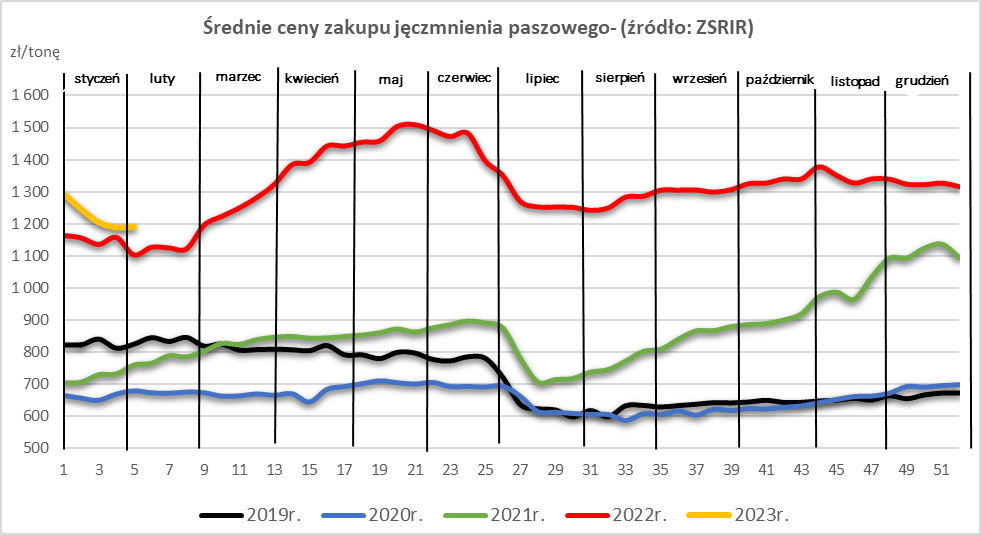 Średnie ceny zakupu jęczmnienia paszowego- (źródło: ZSRIR)
zł/tonę
styczeń luty marzec kwiecień maj czerwiec lipiec sierpień wrzesień październik listopad grudzień
1 600
1 500
1 400
1 300
1 200
1 100
1 000
900
800
700
600
500
1 3 5 7 9 11 13 15 17 19 21 23 25 27 29 31 33 35 37 39 41 43 45 47 49 51
2019r. 2020r. 2021r. 2022r. 2023r.